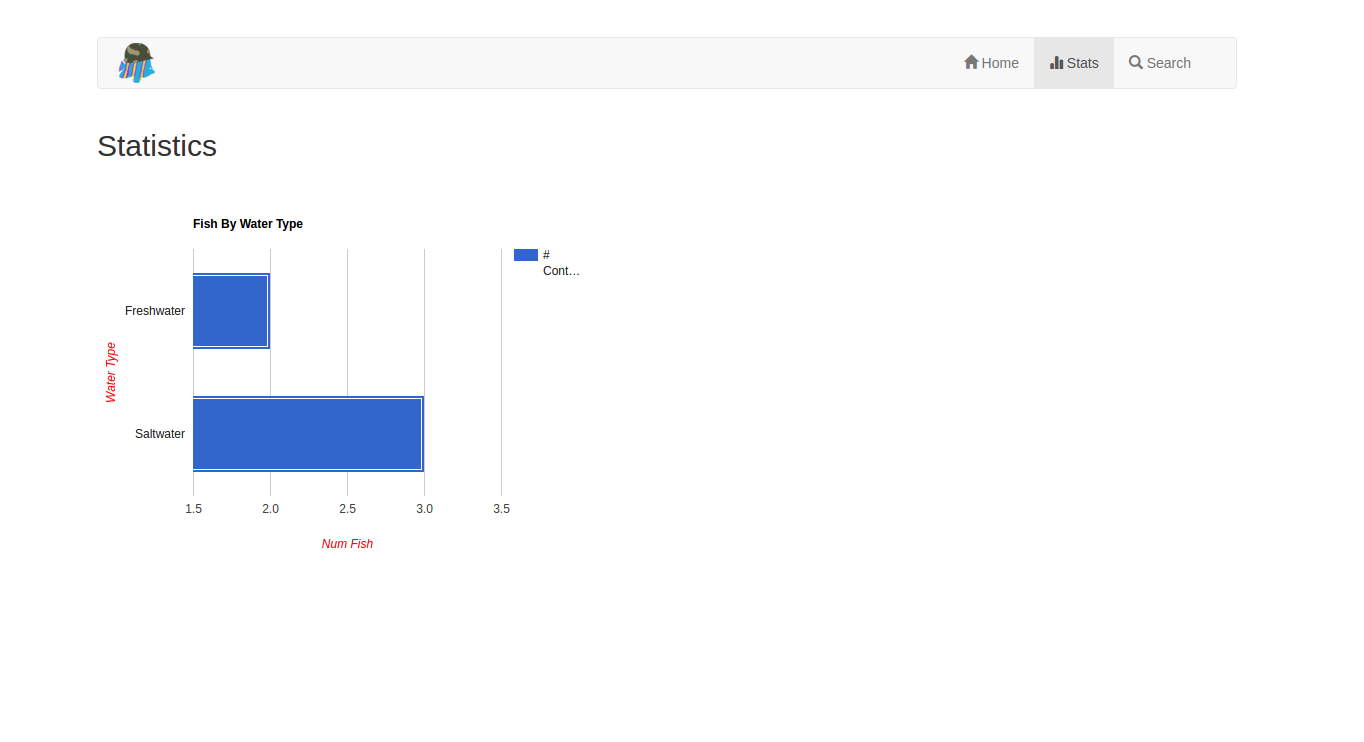 Home Stats Search
Statistics
Fish By Water Type
#
Cont...
Freshwater
Water Type
Saltwater
1.5 2.0 2.5 3.0 3.5
Num Fish